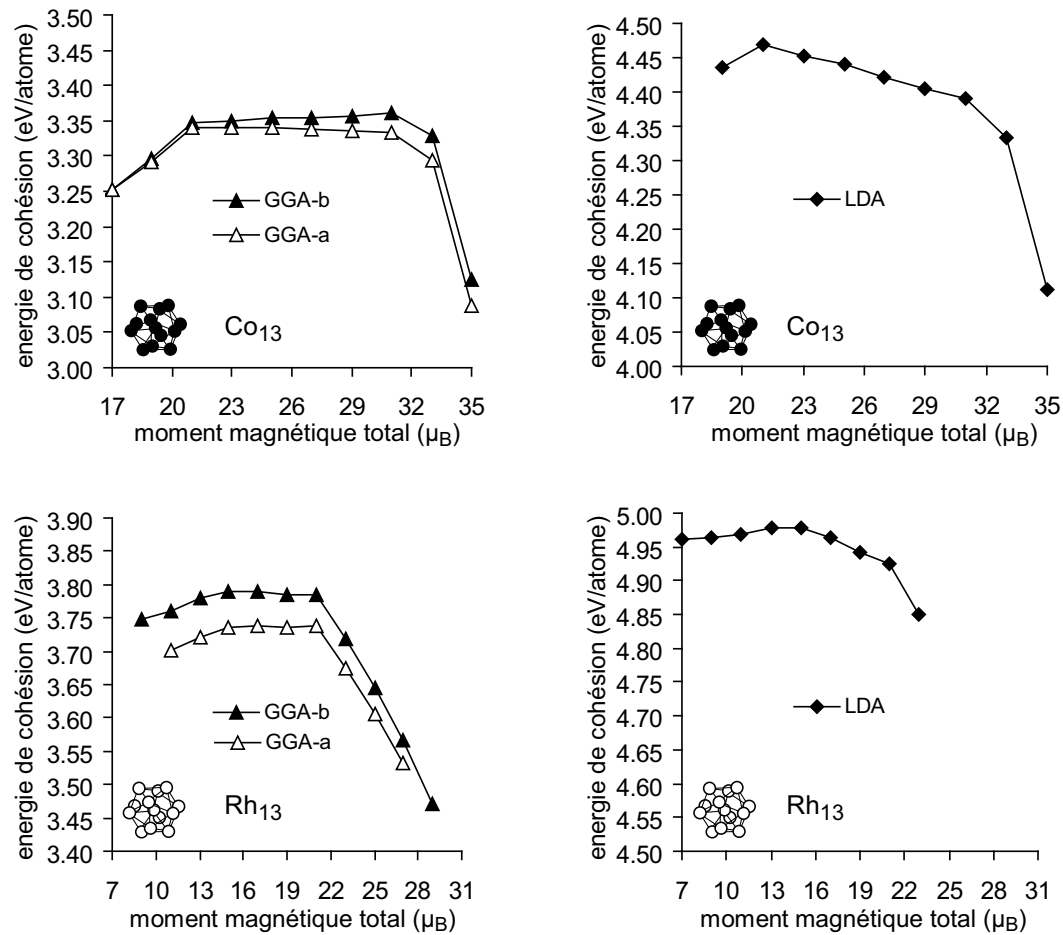 energie de cohésion (eV/atome)
3.50
3.45
3.40
3.35
3.30
3.25
3.20
3.15
3.10
3.05
3.00
GGA-b
GGA-a
Co13
17 20 23 26 29 32 35
moment magnétique total (µB)
energie de cohésion (eV/atome)
4.50
4.45
4.40
4.35
4.30
4.25
4.20
4.15
4.10
4.05
4.00
LDA
Co13
17 20 23 26 29 32 35
moment magnétique total (µB)
energie de cohésion (eV/atome)
3.90
3.85
3.80
3.75
3.70
3.65
3.60
3.55
3.50
3.45
3.40
GGA-b
GGA-a
Rh13
7 10 13 16 19 22 25 28 31
moment magnétique total (µB)
energie de cohésion (eV/atome)
5.00
4.95
4.90
4.85
4.80
4.75
4.70
4.65
4.60
4.55
4.50
LDA
Rh13
7 10 13 16 19 22 25 28 31
moment magnétique total (µB)